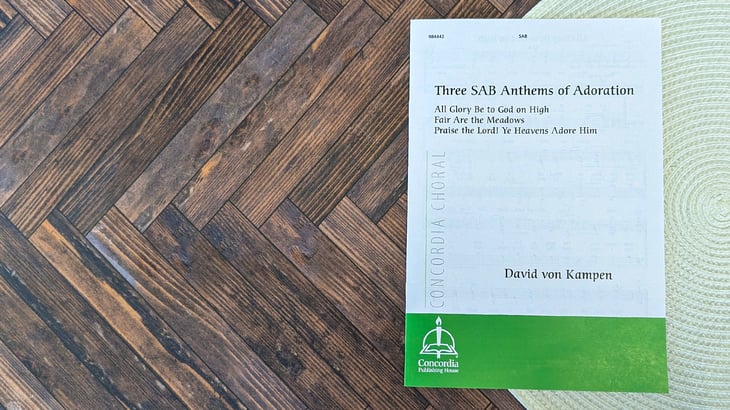 984442
SAB
Three SAB Anthems of Adoration
All Glory Be to God on High
Fair Are the Meadows
Praise the Lord! Ye Heavens Adore Him
CONCORDIA CHORAL
David von Kampen
Concordia
Publishing House